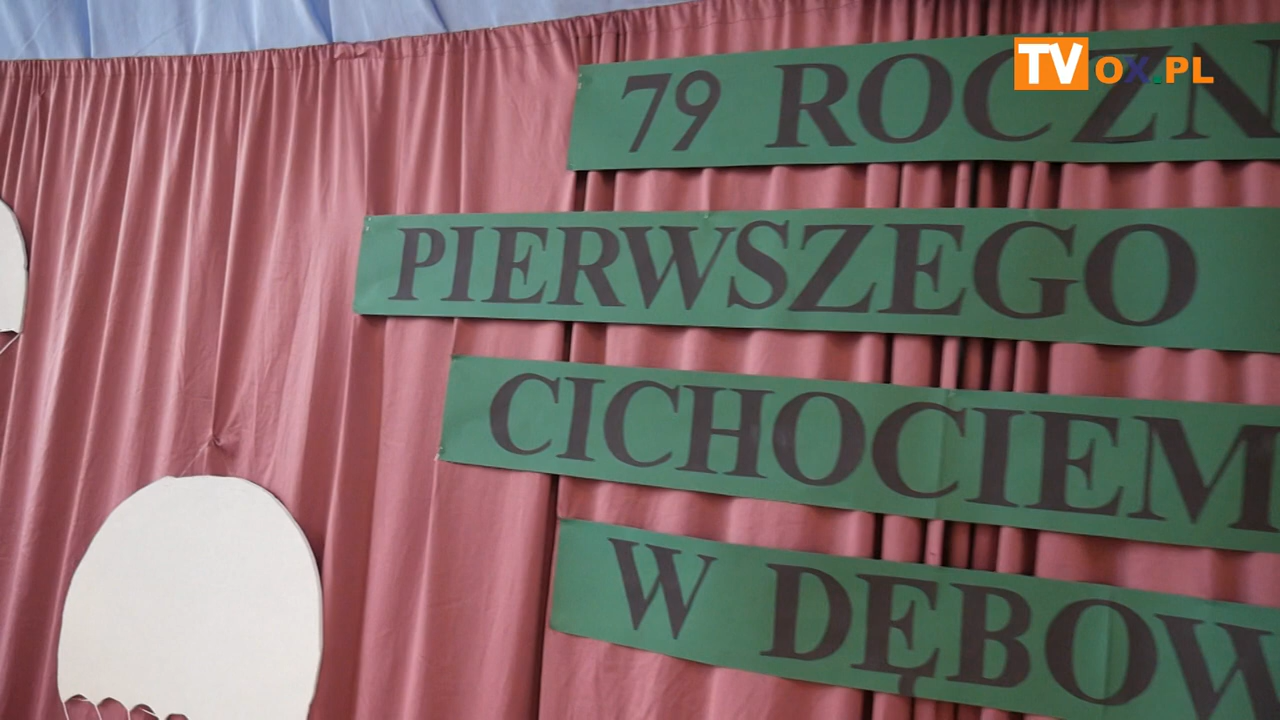 TVOX.PL
79 ROCZN
PIERWSZEGO
CICHOCIEM
W DĘBOW